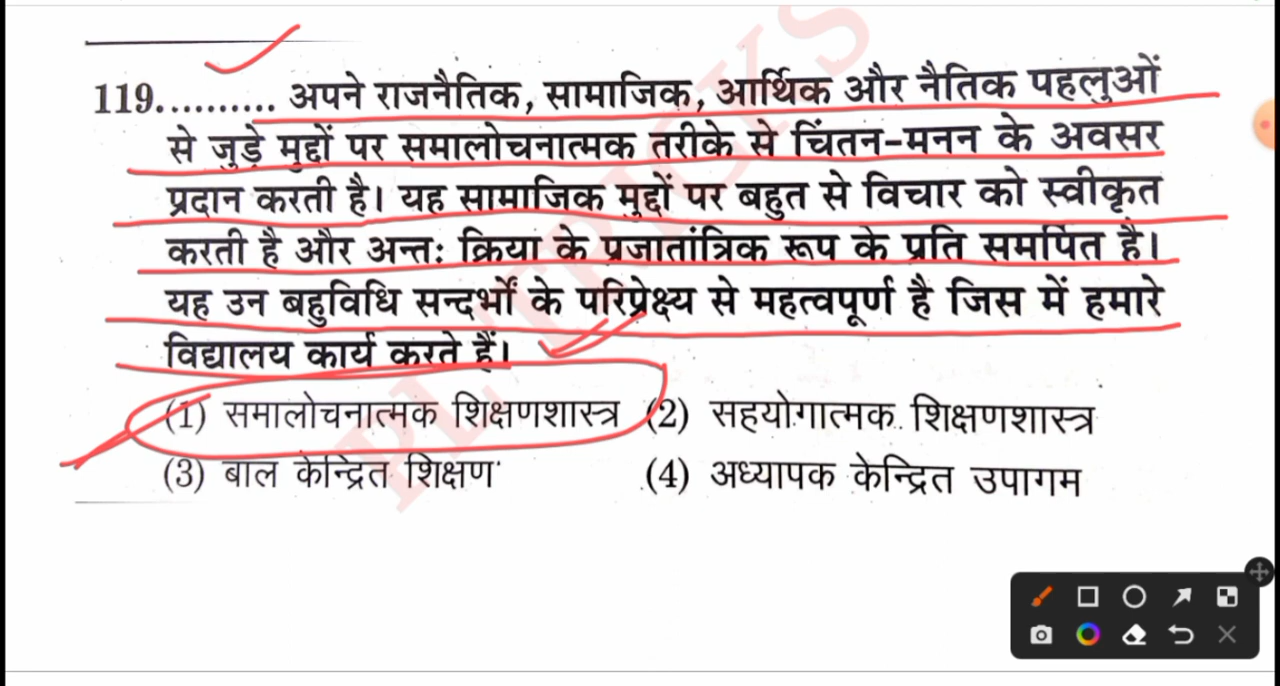 119.......... अपने राजनैतिक, सामाजिक, आर्थिक और नैतिक पहलुओं
से जुड़े मुद्दों पर समालोचनात्मक तरीके से चिंतन-मनन के अवसर
प्रदान करती है। यह सामाजिक मुद्दों पर बहुत से विचार को स्वीकृत
करती है और अन्तः क्रिया के प्रजातांत्रिक रूप के प्रति समर्पित है।
यह उन बहुविधि सन्दर्भों के परिप्रेक्ष्य से महत्वपूर्ण है जिस में हमारे
विद्यालय कार्य करते हैं।
(1) समालोचनात्मक शिक्षणशास्त्र (2) सहयोगात्मक शिक्षणशास्त्र
(3) बाल केन्द्रित शिक्षण (4) अध्यापक केन्द्रित उपागम